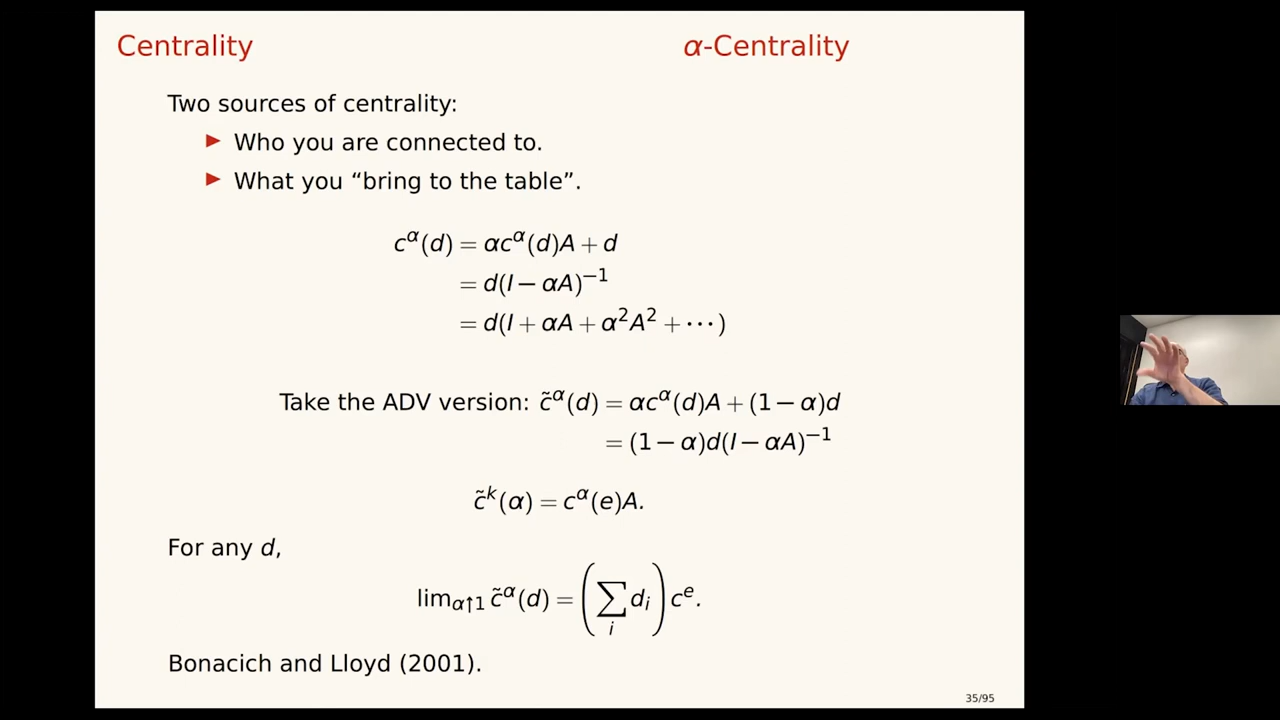 Centrality α-Centrality
Two sources of centrality:
▶ Who you are connected to.
▶ What you “bring to the table”.
c^α(d) = αc^α(d)A + d
= d(I − αA)^−1
= d(I + αA + α^2A^2 + ⋯)
Take the ADV version: c̃^α(d) = αc^α(d)A + (1 − α)d
= (1 − α)d(I − αA)^−1
c̃^k(α) = c^α(e)A.
For any d,
lim_α↑1 c̃^α(d) = (∑_i d_i) c^e.
Bonacich and Lloyd (2001).
35/95